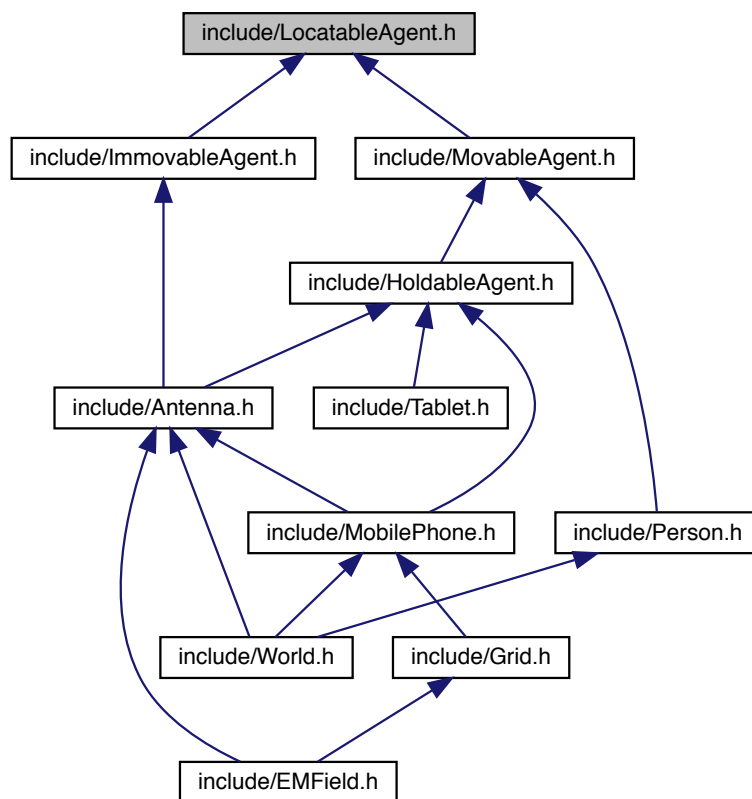 include/LocatableAgent.h
include/ImmovableAgent.h
include/MovableAgent.h
include/HoldableAgent.h
include/Antenna.h
include/Tablet.h
include/MobilePhone.h
include/Person.h
include/World.h
include/Grid.h
include/EMField.h